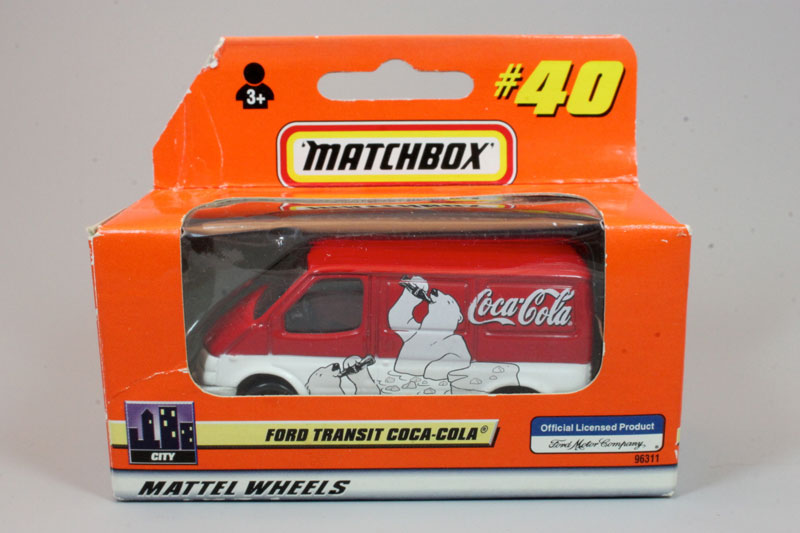 3+
#40
'MATCHBOX'
Coca-Cola
FORD TRANSIT COCA-COLA®
Official Licensed Product
Ford Motor Company.
96311
CITY
MATTEL WHEELS